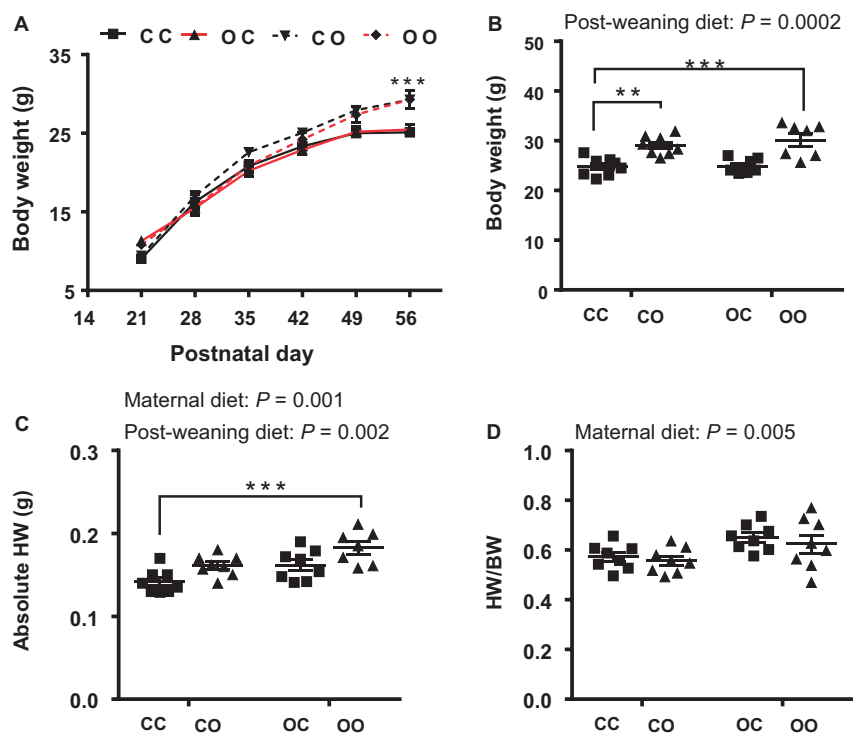 A
CC OC CO OO
35
25
15
5
Body weight (g)
***
14 21 28 35 42 49 56
Postnatal day
B
Post-weaning diet: P = 0.0002
50
40
30
20
10
0
Body weight (g)
***
**
CC CO OC OO
C
Maternal diet: P = 0.001
Post-weaning diet: P = 0.002
0.3
0.2
0.1
0.0
Absolute HW (g)
***
CC CO OC OO
D
Maternal diet: P = 0.005
1.0
0.8
0.6
0.4
0.2
0.0
HW/BW
CC CO OC OO